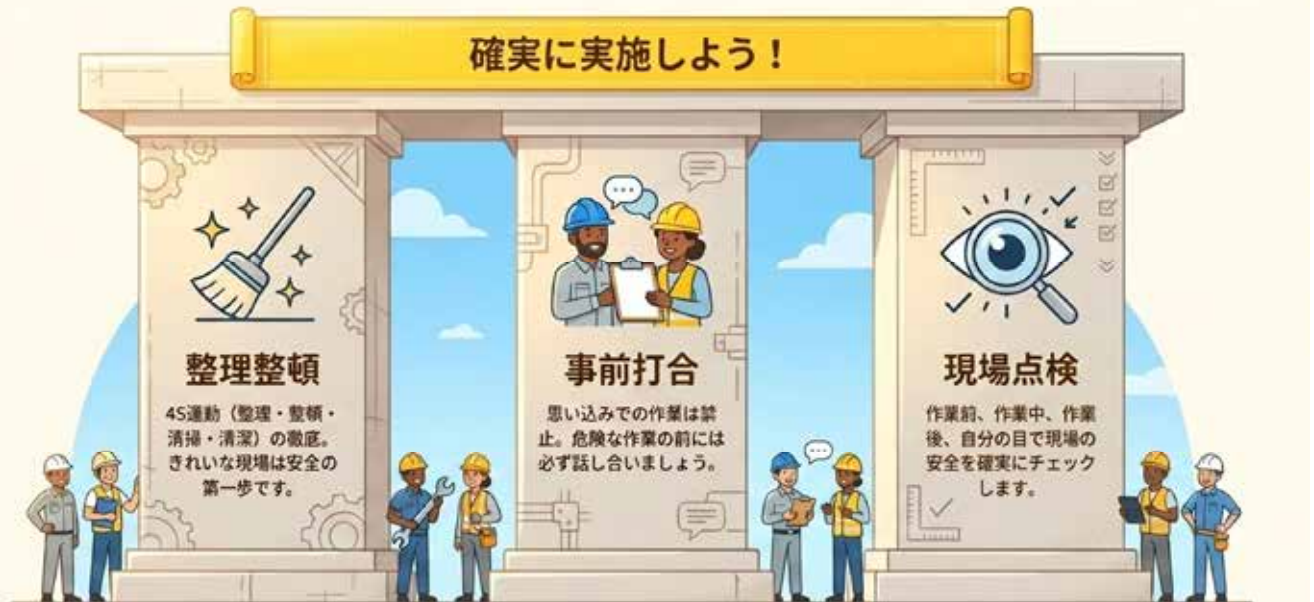 確実に実施しよう！
整理整頓
4S運動（整理・整頓・
清掃・清潔）の徹底。
きれいな現場は安全の
第一歩です。
事前打合
思い込みでの作業は禁
止。危険な作業の前には
必ず話し合いましょう。
現場点検
作業前、作業中、作業
後、自分の目で現場の
安全を確実にチェック
します。